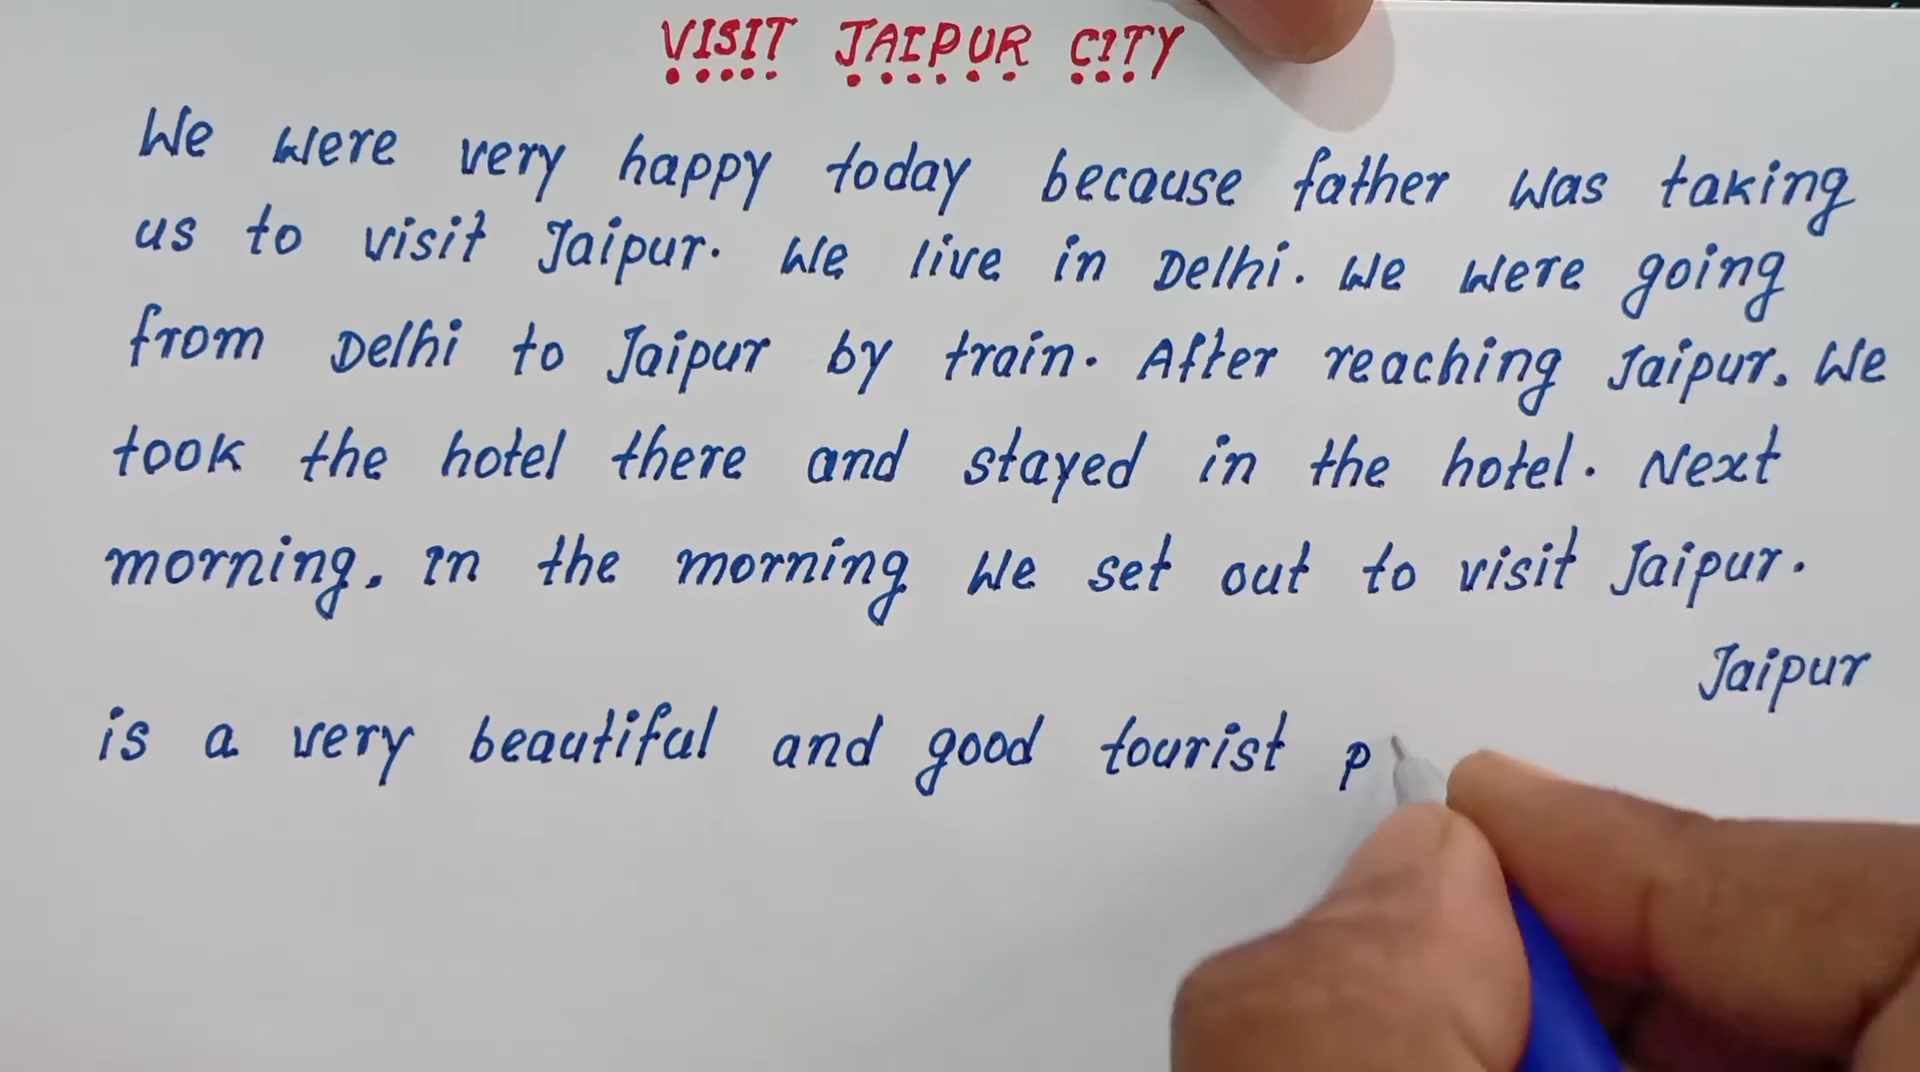 VISIT JAIPUR CITY
We were very happy today because father was taking
us to visit Jaipur. We live in Delhi. We were going
from Delhi to Jaipur by train. After reaching Jaipur. We
took the hotel there and stayed in the hotel. Next
morning. In the morning we set out to visit Jaipur.
Jaipur
is a very beautiful and good tourist p